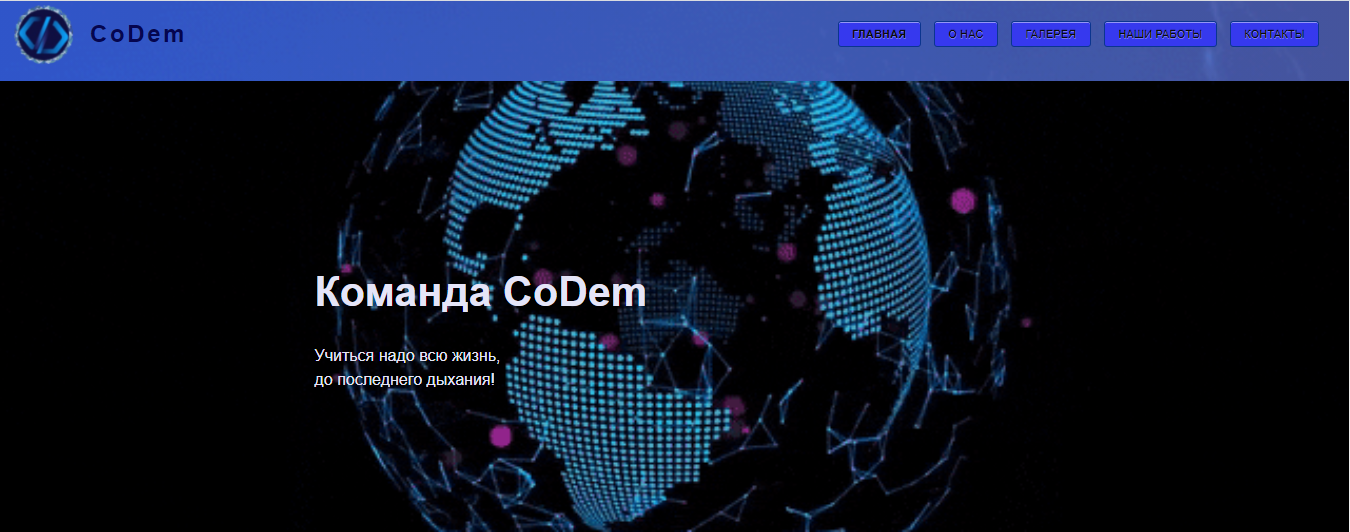 CoDem
ГЛАВНАЯ
О НАС
ГАЛЕРЕЯ
НАШИ РАБОТЫ
КОНТАКТЫ
Команда CoDem
Учиться надо всю жизнь,
до последнего дыхания!